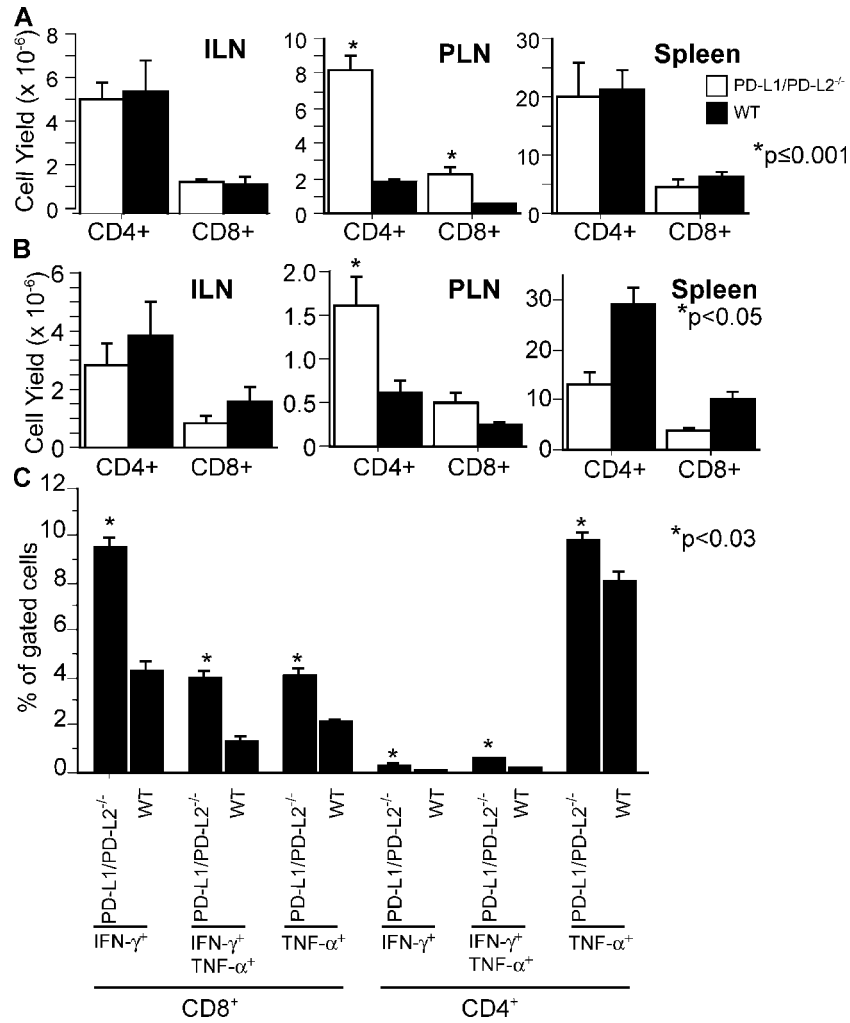 A
ILN
PLN
Spleen
Cell Yield (x 10⁻⁶)
8
6
4
2
0
10
8
6
4
2
0
30
20
10
0
*
*
PD-L1/PD-L2⁻/⁻
WT
*p≤0.001
CD4+ CD8+
CD4+ CD8+
CD4+ CD8+
B
ILN
PLN
Spleen
Cell Yield (x 10⁻⁶)
6
4
2
0
2.0
1.5
1.0
0.5
0
30
20
10
0
*
*p<0.05
CD4+ CD8+
CD4+ CD8+
CD4+ CD8+
C
% of gated cells
12
10
8
6
4
2
0
* * * * * *
*p<0.03
PD-L1/PD-L2⁻/⁻ WT PD-L1/PD-L2⁻/⁻ WT PD-L1/PD-L2⁻/⁻ WT PD-L1/PD-L2⁻/⁻ WT PD-L1/PD-L2⁻/⁻ WT PD-L1/PD-L2⁻/⁻ WT
IFN-γ⁺ IFN-γ⁺ TNF-α⁺ IFN-γ⁺ IFN-γ⁺ TNF-α⁺
TNF-α⁺ TNF-α⁺
CD8⁺ CD4⁺